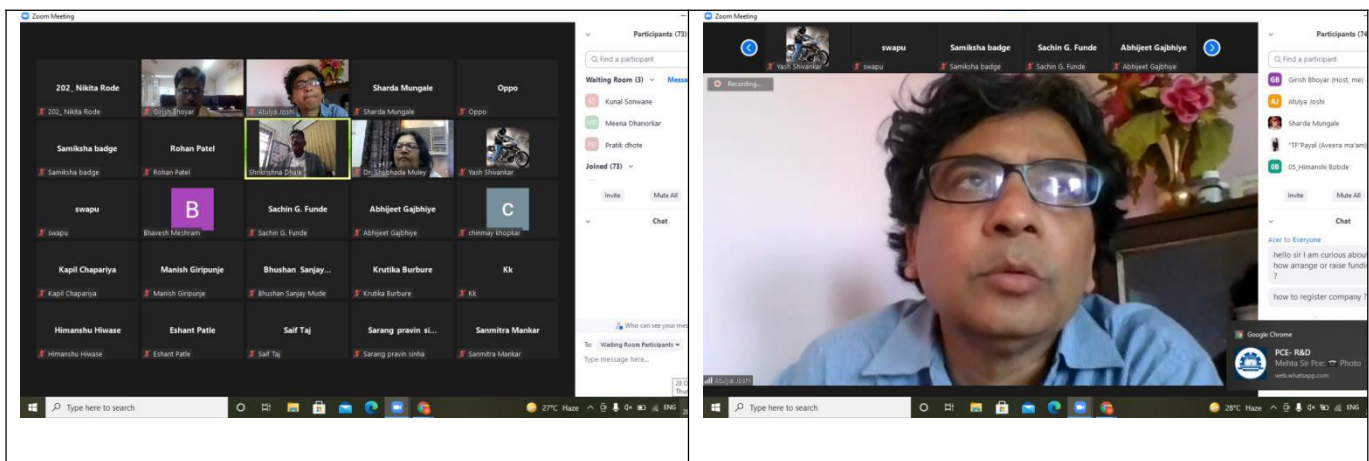 Zoom Meeting
Participants (73)
Find a participant
Waiting Room (3)
Kunal Sonwane
Meena Dhanorkar
Pratik dhote
Joined (73)
Invite
Mute All
Chat
Who can see your mes
To: Waiting Room Participants
Type message here...
202_ Nikita Rode
Sharda Mungale
Oppo
202_ Nikita Rode
Girish Bhoyar
Atulya Joshi
Sharda Mungale
Oppo
Samiksha badge
Rohan Patel
Samiksha badge
Rohan Patel
Shrikrishna Dhale
Dr. Shubhada Muley
Yash Shivankar
swapu
B
Sachin G. Funde
Abhijeet Gajbhiye
C
swapu
Bhavesh Meshram
Sachin G. Funde
Abhijeet Gajbhiye
chinmay khopkar
Kapil Chapariya
Manish Giripunje
Bhushan Sanjay...
Krutika Burbure
Kk
Kapil Chapariya
Manish Giripunje
Bhushan Sanjay Mude
Krutika Burbure
Kk
Himanshu Hiwase
Eshant Patle
Saif Taj
Sarang pravin si...
Sanmitra Mankar
Himanshu Hiwase
Eshant Patle
Saif Taj
Sarang pravin sinha
Sanmitra Mankar
Type here to search
27°C Haze
ENG
Zoom Meeting
swapu
Samiksha badge
Sachin G. Funde
Abhijeet Gajbhiye
Yash Shivankar
swapu
Samiksha badge
Sachin G. Funde
Abhijeet Gajbhiye
Recording...
Atulya Joshi
Participants (74
Find a participant
GB Girish Bhoyar (Host, me)
AJ Atulya Joshi
Sharda Mungale
"TF"Payal (Aveera ma'am)
0B 05_Himanshi Bobde
Invite
Mute All
Chat
Acer to Everyone
hello sir I am curious about
how arrange or raise fundi
?
how to register company ?
Google Chrome
PCE- R&D
Mehta Sir Pce: Photo
web.whatsapp.com
Type here to search
28°C Haze
ENG